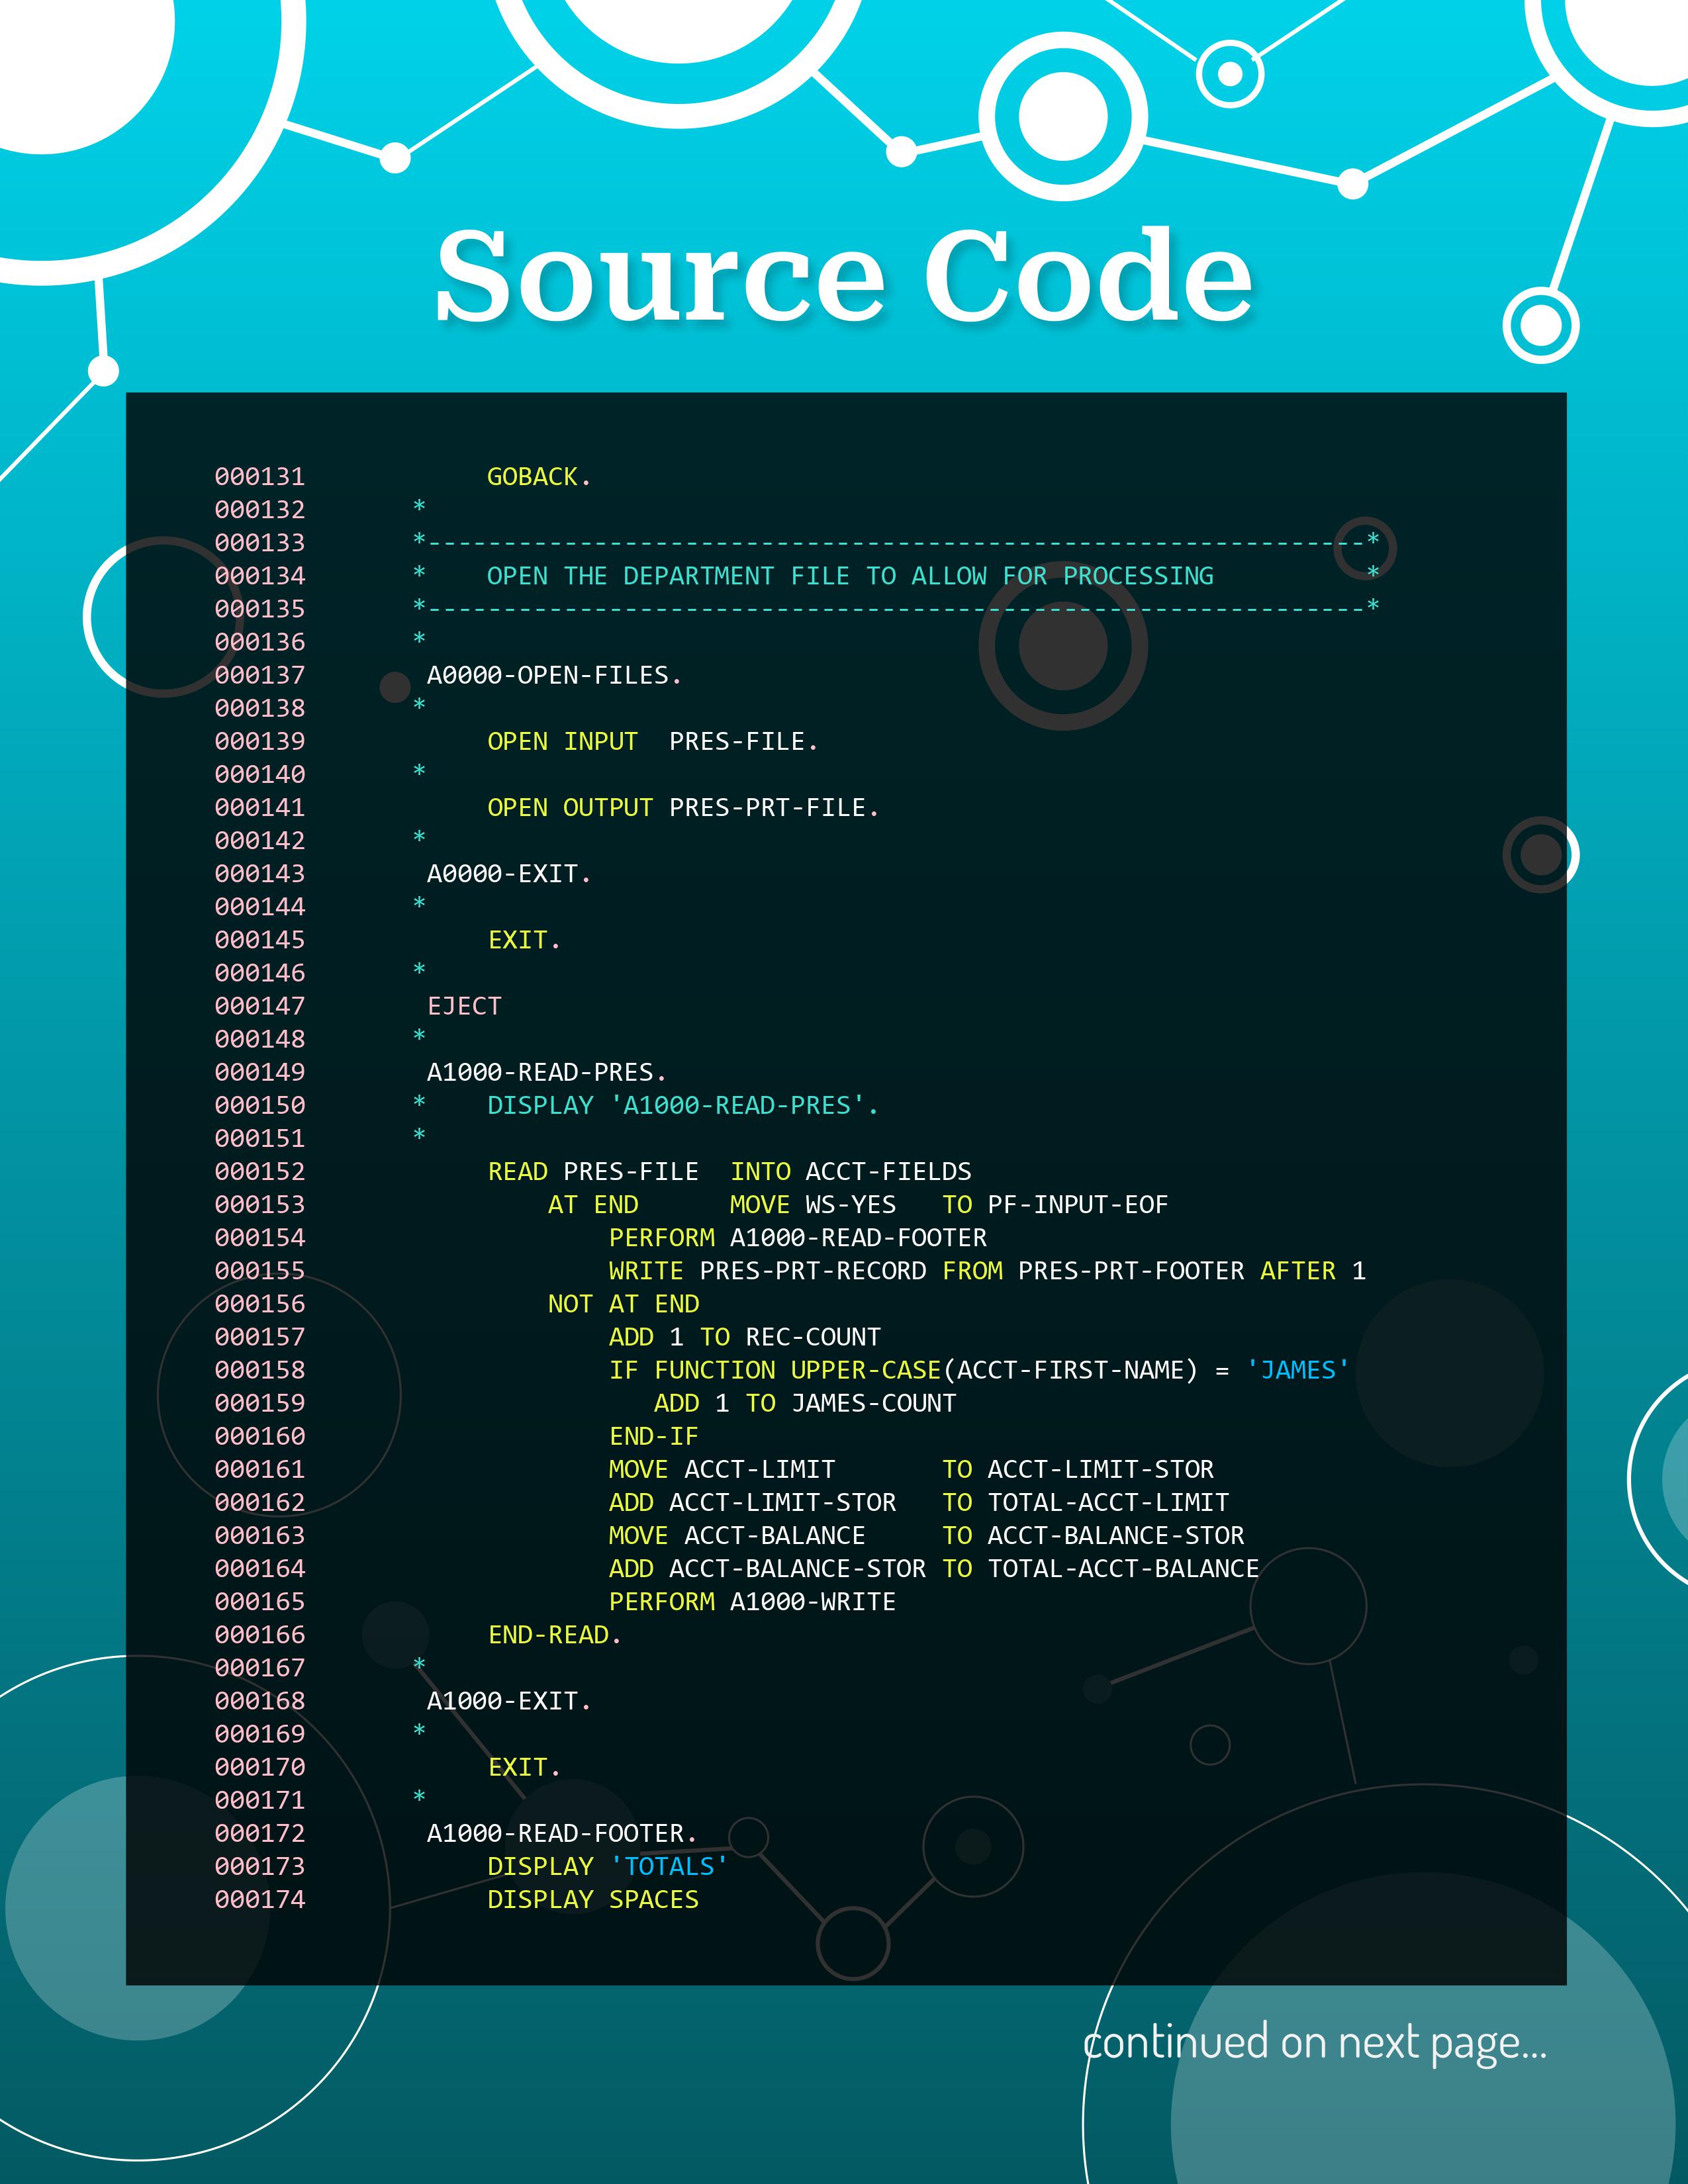 Source Code
000131            GOBACK.
000132       *
000133       *--------------------------------------------------------------*
000134       *    OPEN THE DEPARTMENT FILE TO ALLOW FOR PROCESSING          *
000135       *--------------------------------------------------------------*
000136       *
000137        A0000-OPEN-FILES.
000138       *
000139            OPEN INPUT  PRES-FILE.
000140       *
000141            OPEN OUTPUT PRES-PRT-FILE.
000142       *
000143        A0000-EXIT.
000144       *
000145            EXIT.
000146       *
000147        EJECT
000148       *
000149        A1000-READ-PRES.
000150       *    DISPLAY 'A1000-READ-PRES'.
000151       *
000152            READ PRES-FILE  INTO ACCT-FIELDS
000153                AT END      MOVE WS-YES   TO PF-INPUT-EOF
000154                    PERFORM A1000-READ-FOOTER
000155                    WRITE PRES-PRT-RECORD FROM PRES-PRT-FOOTER AFTER 1
000156                NOT AT END
000157                    ADD 1 TO REC-COUNT
000158                    IF FUNCTION UPPER-CASE(ACCT-FIRST-NAME) = 'JAMES'
000159                       ADD 1 TO JAMES-COUNT
000160                    END-IF
000161                    MOVE ACCT-LIMIT       TO ACCT-LIMIT-STOR
000162                    ADD ACCT-LIMIT-STOR   TO TOTAL-ACCT-LIMIT
000163                    MOVE ACCT-BALANCE     TO ACCT-BALANCE-STOR
000164                    ADD ACCT-BALANCE-STOR TO TOTAL-ACCT-BALANCE
000165                    PERFORM A1000-WRITE
000166            END-READ.
000167       *
000168        A1000-EXIT.
000169       *
000170            EXIT.
000171       *
000172        A1000-READ-FOOTER.
000173            DISPLAY 'TOTALS'
000174            DISPLAY SPACES
continued on next page...